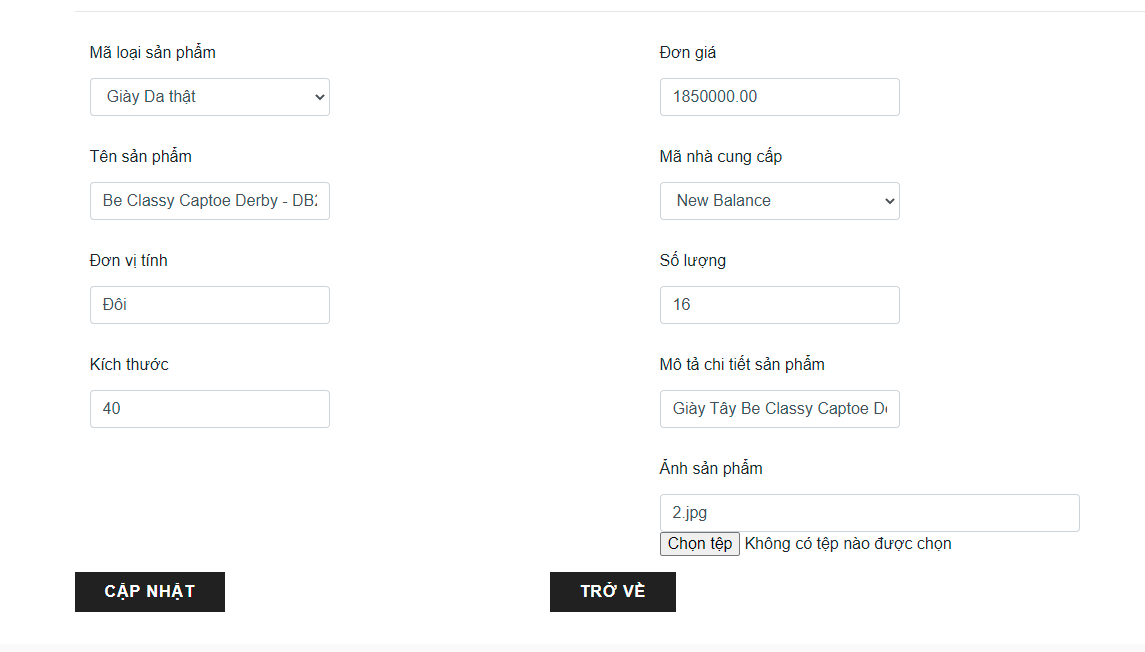 Mã loại sản phẩm
Giày Da thật
Tên sản phẩm
Be Classy Captoe Derby - DB2
Đơn vị tính
Đôi
Kích thước
40
Đơn giá
1850000.00
Mã nhà cung cấp
New Balance
Số lượng
16
Mô tả chi tiết sản phẩm
Giày Tây Be Classy Captoe De
Ảnh sản phẩm
2.jpg
Chọn tệp Không có tệp nào được chọn
CẬP NHẬT
TRỞ VỀ